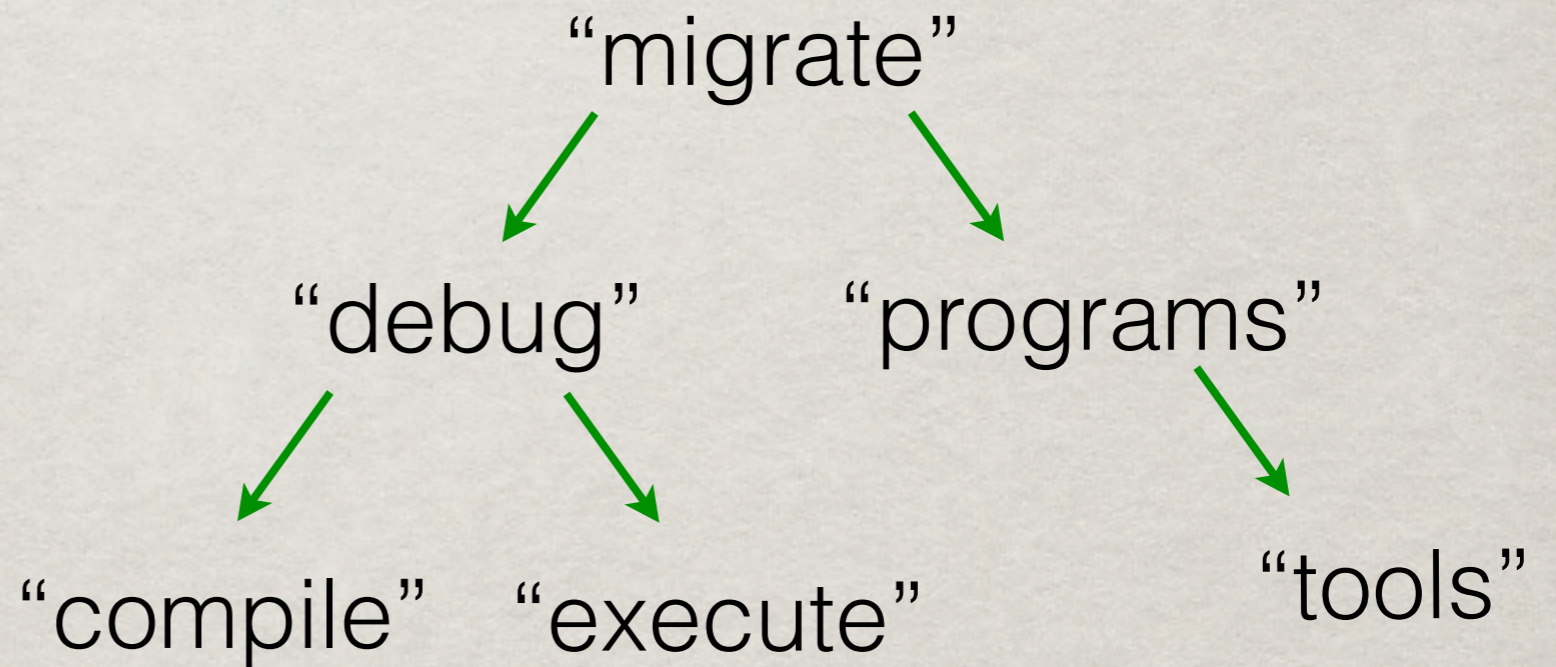 “migrate”
“debug” “programs”
“compile” “execute” “tools”